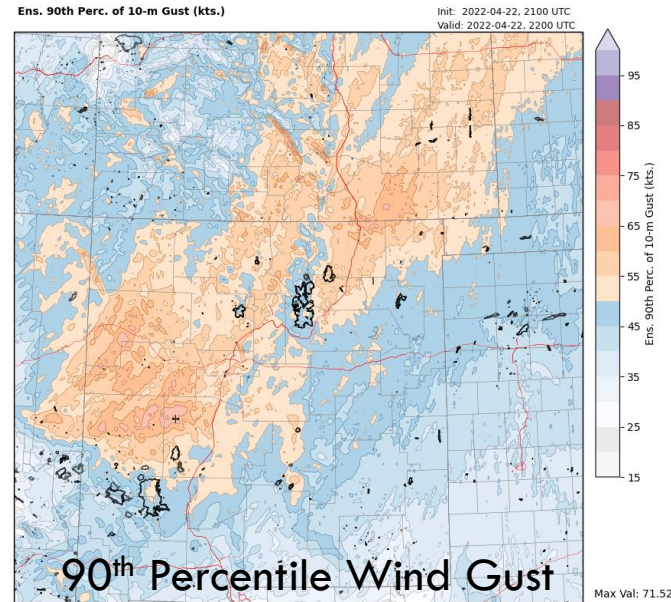 Ens. 90th Perc. of 10-m Gust (kts.)
Init: 2022-04-22, 2100 UTC
Valid: 2022-04-22, 2200 UTC
95
85
75
65
55
45
35
25
15
Ens. 90th Perc. of 10-m Gust (kts.)
90th Percentile Wind Gust
Max Val: 71.52